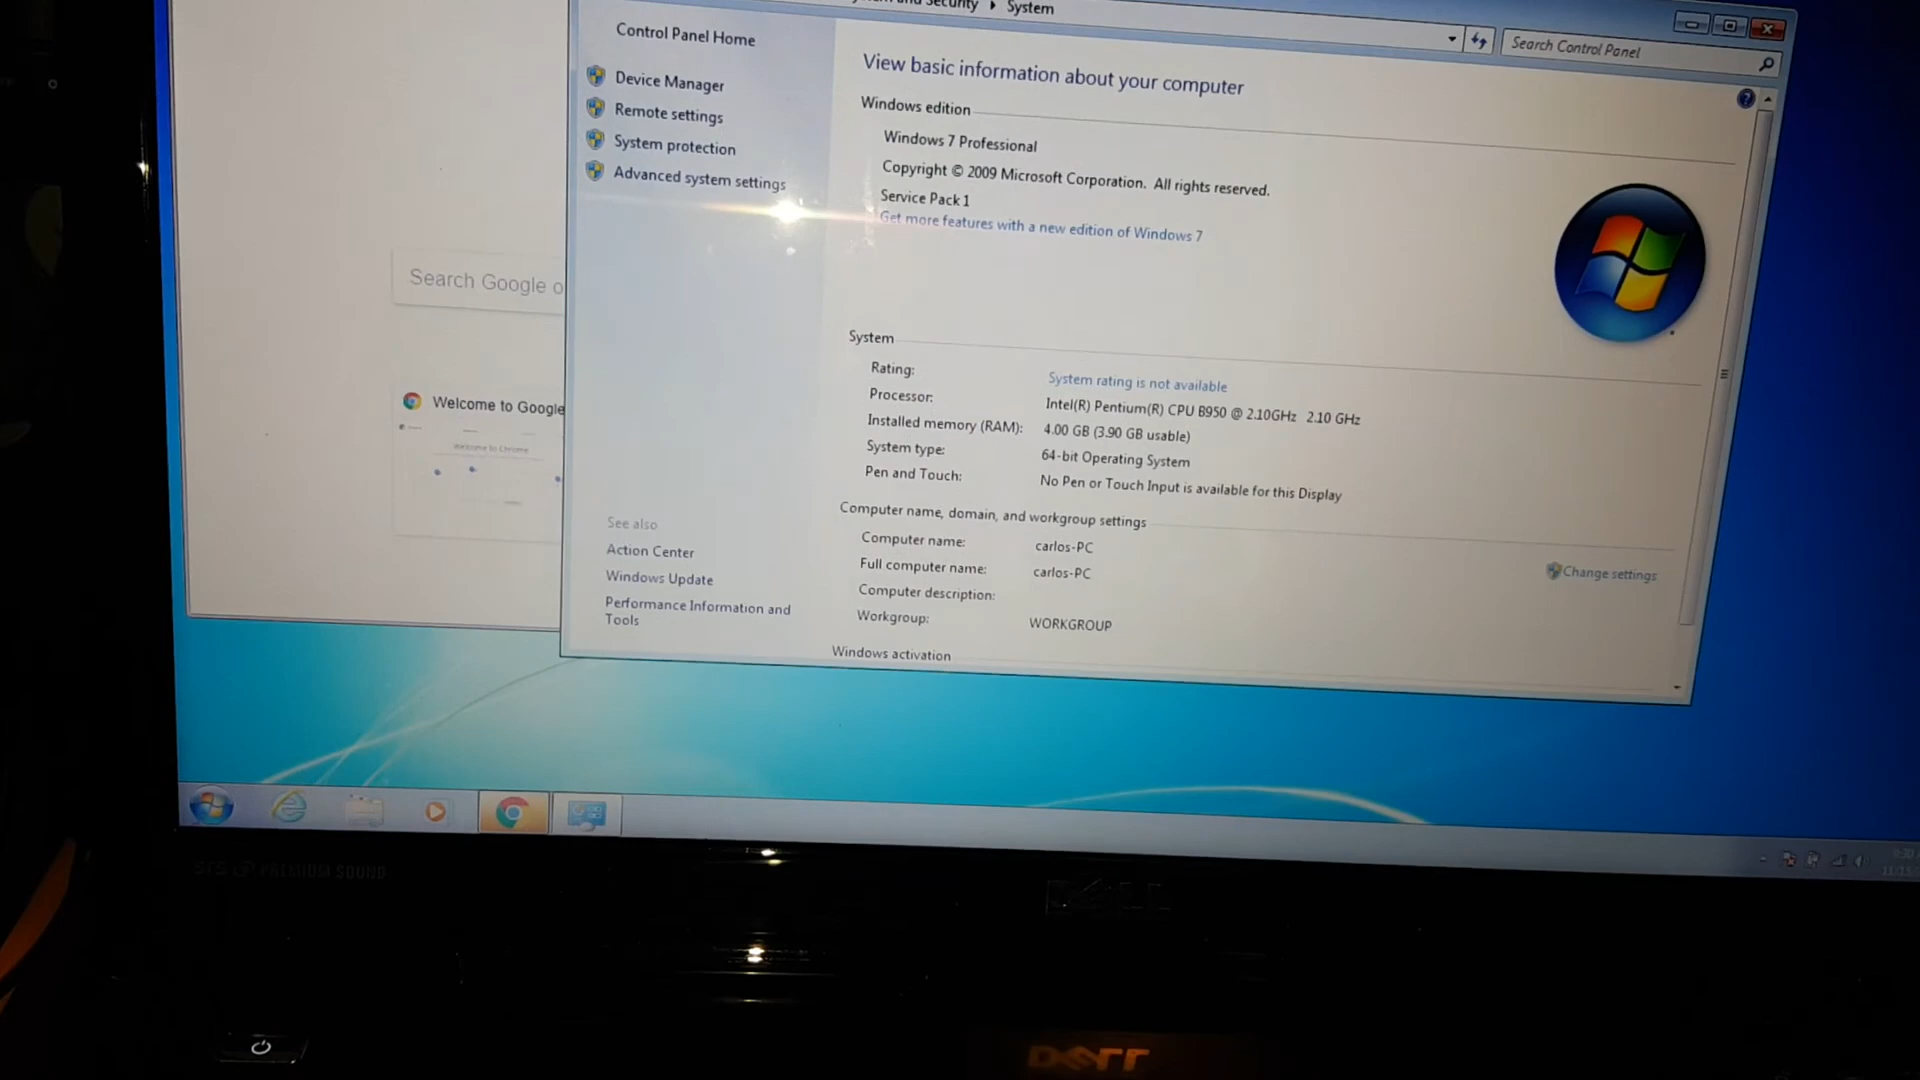 Security ▸ System
Search Control Panel
Control Panel Home
Device Manager
Remote settings
System protection
Advanced system settings
See also
Action Center
Windows Update
Performance Information and
Tools
View basic information about your computer
Windows edition
Windows 7 Professional
Copyright © 2009 Microsoft Corporation. All rights reserved.
Service Pack 1
Get more features with a new edition of Windows 7
System
Rating: System rating is not available
Processor: Intel(R) Pentium(R) CPU B950 @ 2.10GHz 2.10 GHz
Installed memory (RAM): 4.00 GB (3.90 GB usable)
System type: 64-bit Operating System
Pen and Touch: No Pen or Touch Input is available for this Display
Computer name, domain, and workgroup settings
Computer name: carlos-PC
Change settings
Full computer name: carlos-PC
Computer description:
Workgroup: WORKGROUP
Windows activation
Search Google o
Welcome to Google
Welcome to Chrome
PREMIUM SOUND
DELL
DELL